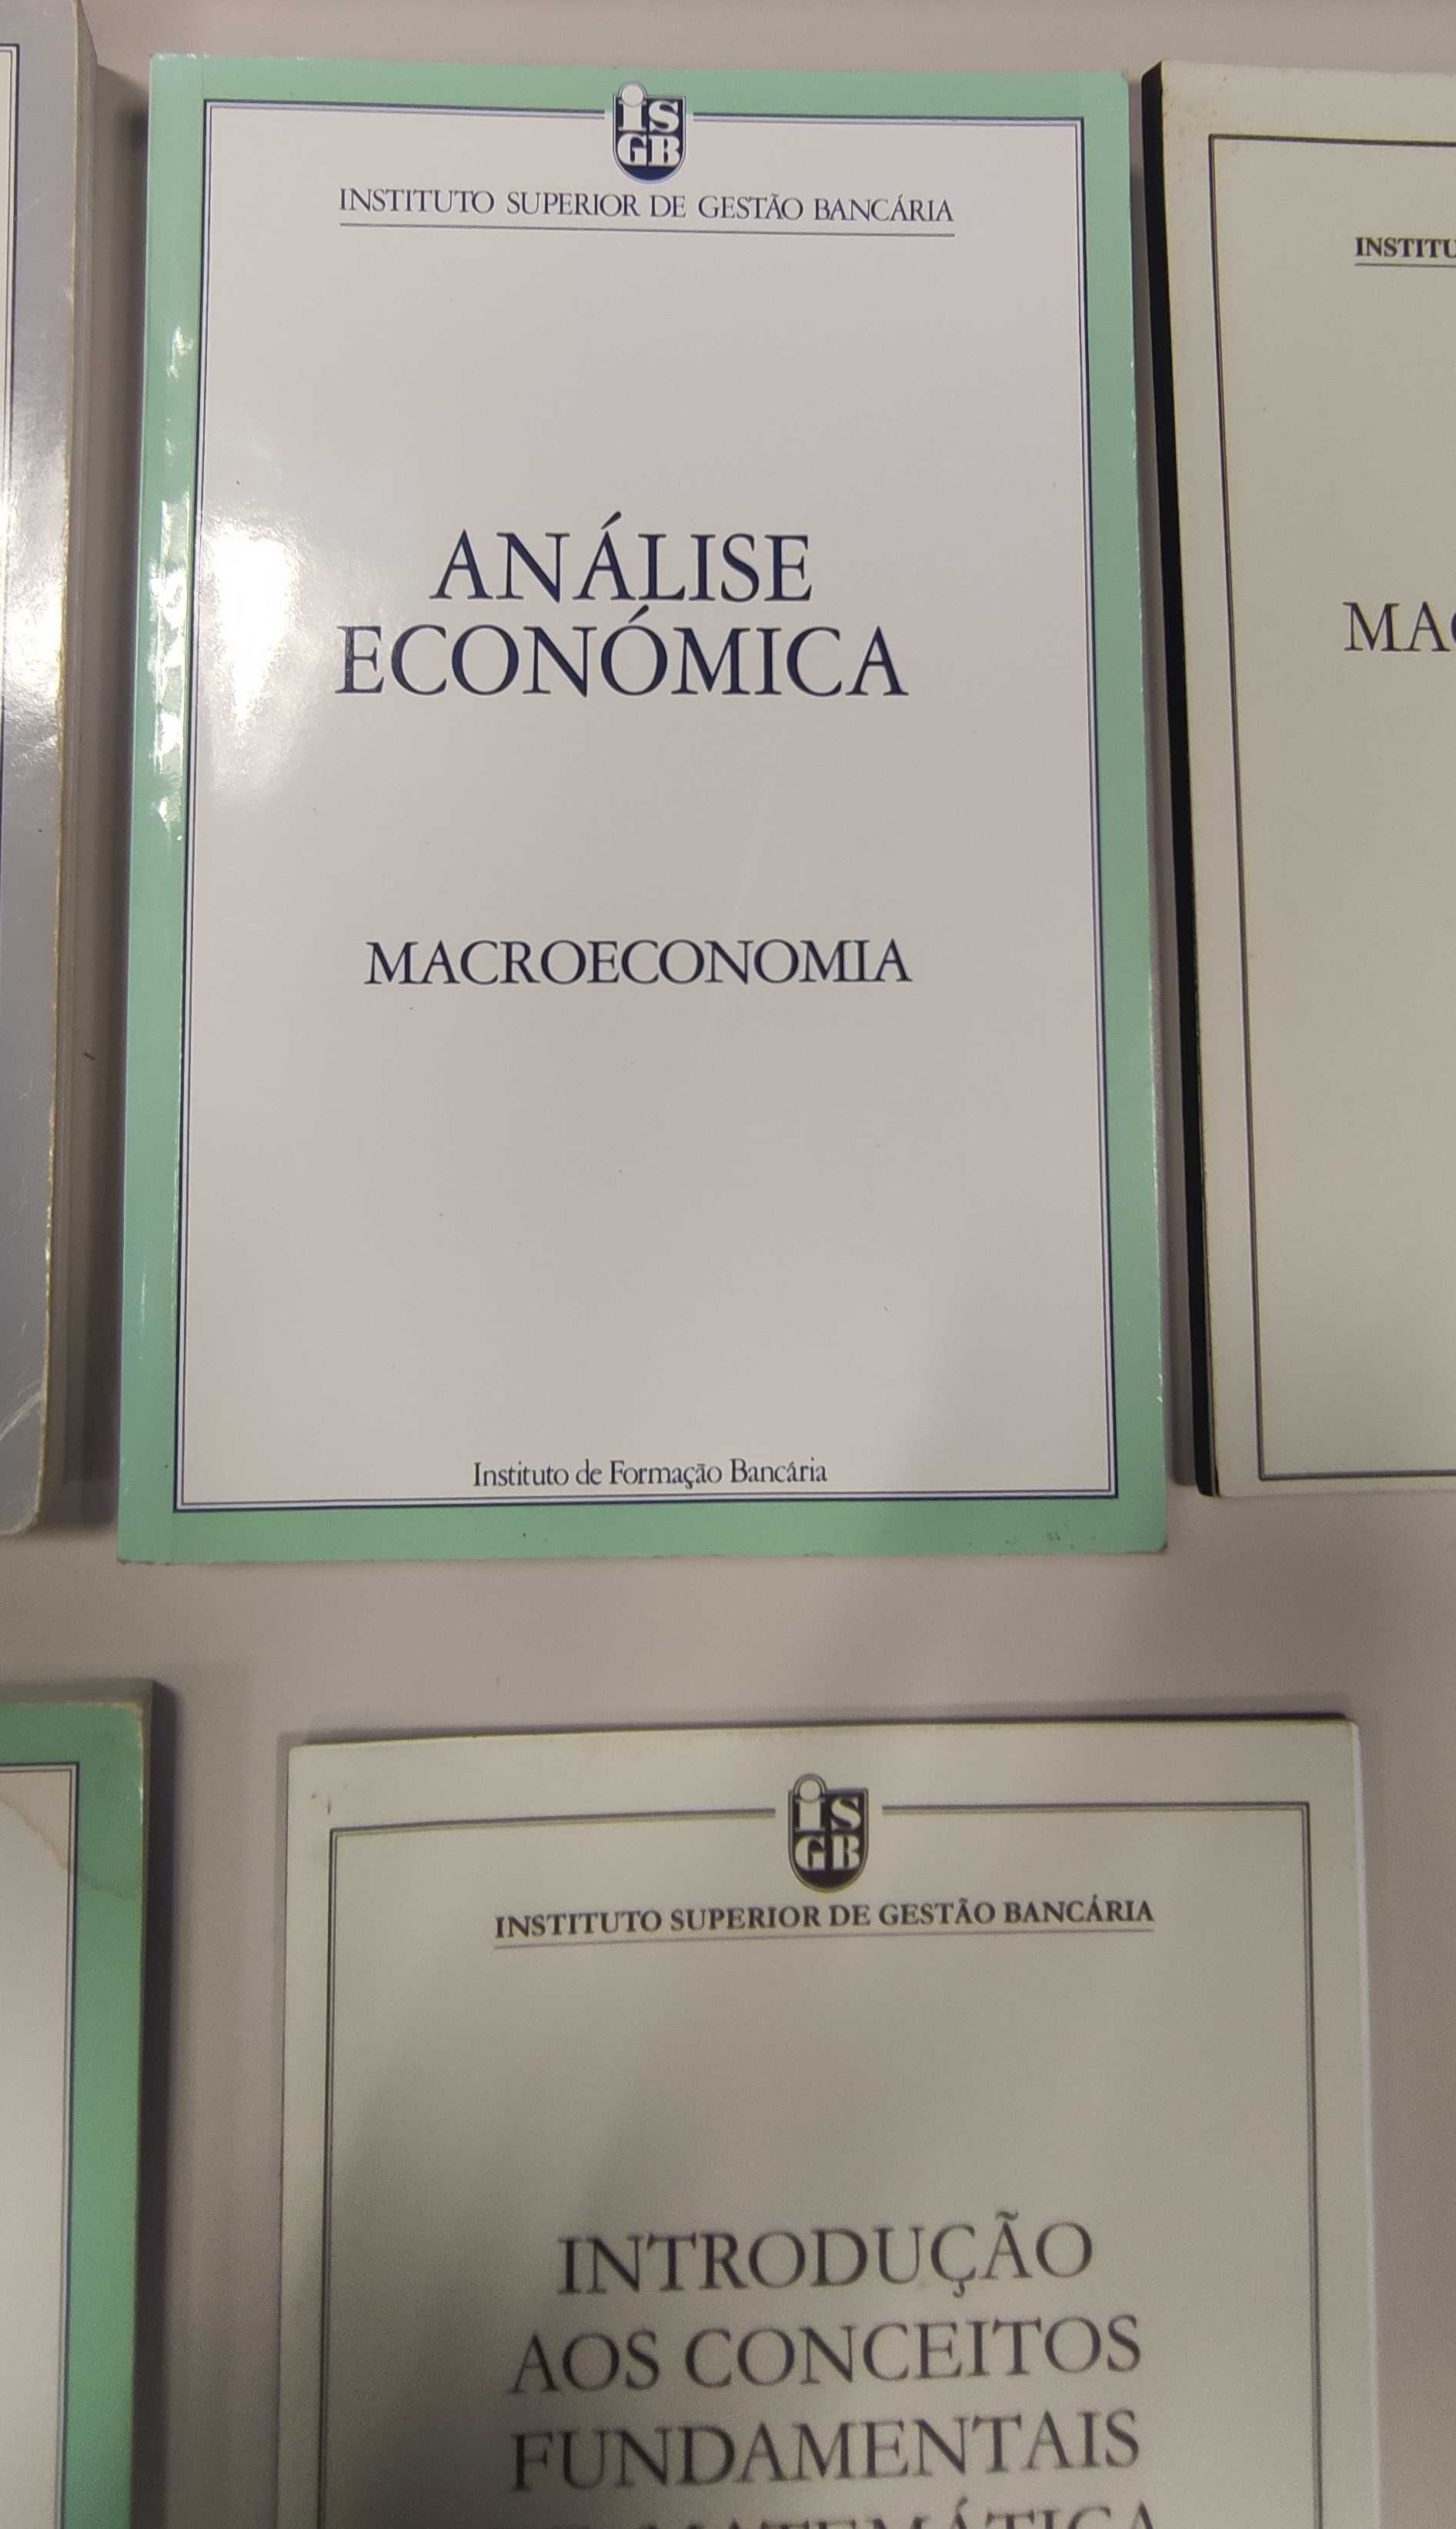 iS
GB
INSTITUTO SUPERIOR DE GESTÃO BANCÁRIA
ANÁLISE
ECONÓMICA
MACROECONOMIA
Instituto de Formação Bancária
iS
GB
INSTITUTO SUPERIOR DE GESTÃO BANCÁRIA
INTRODUÇÃO
AOS CONCEITOS
FUNDAMENTAIS
MATEMÁTICA